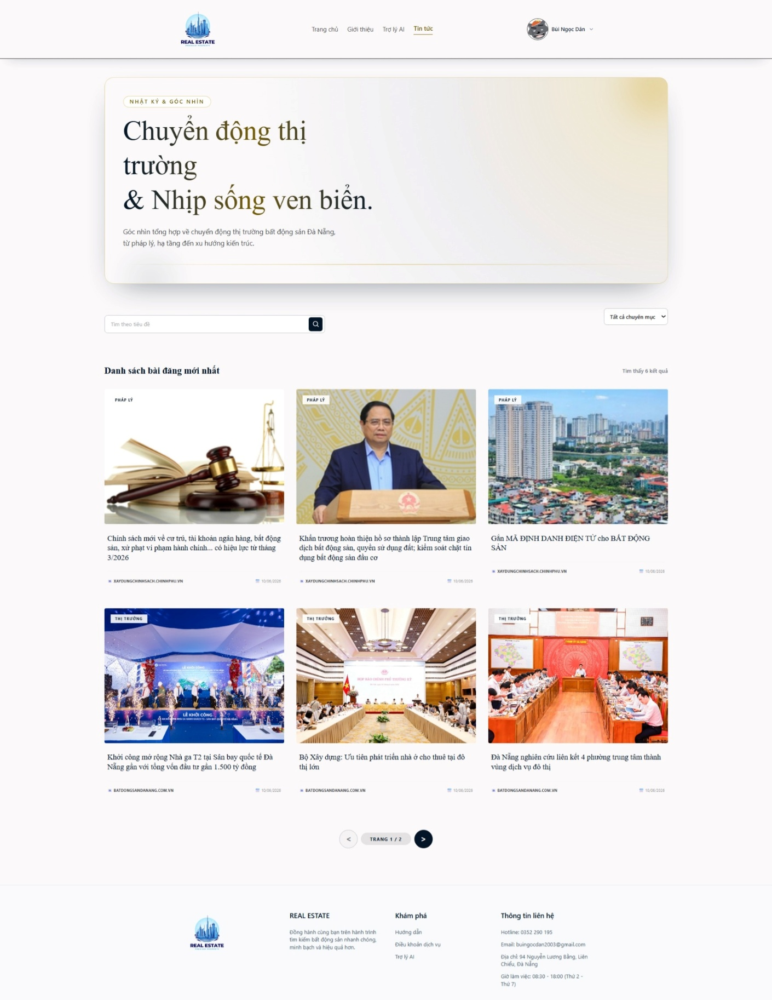 REAL ESTATE
Trang chủ
Giới thiệu
Trợ lý AI
Tin tức
Bùi Ngọc Dân
NHẬT KÝ & GÓC NHÌN
Chuyển động thị
trường
& Nhịp sống ven biển.
Góc nhìn tổng hợp về chuyển động thị trường bất động sản Đà Nẵng,
từ pháp lý, hạ tầng đến xu hướng kiến trúc.
Tìm theo tiêu đề
Tất cả chuyên mục
Danh sách bài đăng mới nhất
Tìm thấy 6 kết quả
PHÁP LÝ
Chính sách mới về cư trú, tài khoản ngân hàng, bất động
sản, xử phạt vi phạm hành chính... có hiệu lực từ tháng
3/2026
XAYDUNGCHINHSACH.CHINHPHU.VN
10/06/2026
PHÁP LÝ
Khẩn trương hoàn thiện hồ sơ thành lập Trung tâm giao
dịch bất động sản, quyền sử dụng đất; kiểm soát chặt tín
dụng bất động sản đầu cơ
XAYDUNGCHINHSACH.CHINHPHU.VN
10/06/2026
PHÁP LÝ
Gắn MÃ ĐỊNH DANH ĐIỆN TỬ cho BẤT ĐỘNG
SẢN
XAYDUNGCHINHSACH.CHINHPHU.VN
10/06/2026
THỊ TRƯỜNG
LỄ KHỞI CÔNG
LỄ KHỞI CÔNG
Khởi công mở rộng Nhà ga T2 tại Sân bay quốc tế Đà
Nẵng gần với tổng vốn đầu tư gần 1.500 tỷ đồng
BATDONGSANDANANG.COM.VN
10/06/2026
THỊ TRƯỜNG
HỌP BÁO CHÍNH PHỦ THƯỜNG KỲ
Bộ Xây dựng: Ưu tiên phát triển nhà ở cho thuê tại đô
thị lớn
BATDONGSANDANANG.COM.VN
10/06/2026
THỊ TRƯỜNG
Đà Nẵng nghiên cứu liên kết 4 phường trung tâm thành
vùng dịch vụ đô thị
BATDONGSANDANANG.COM.VN
10/06/2026
<
TRANG 1 / 2
>
REAL ESTATE
REAL ESTATE
Đồng hành cùng bạn trên hành trình
tìm kiếm bất động sản nhanh chóng,
minh bạch và hiệu quả hơn.
Khám phá
Hướng dẫn
Điều khoản dịch vụ
Trợ lý AI
Thông tin liên hệ
Hotline: 0352 290 195
Email: buingocdan2003@gmail.com
Địa chỉ: 94 Nguyễn Lương Bằng, Liên
Chiểu, Đà Nẵng
Giờ làm việc: 08:30 - 18:00 (Thứ 2 -
Thứ 7)